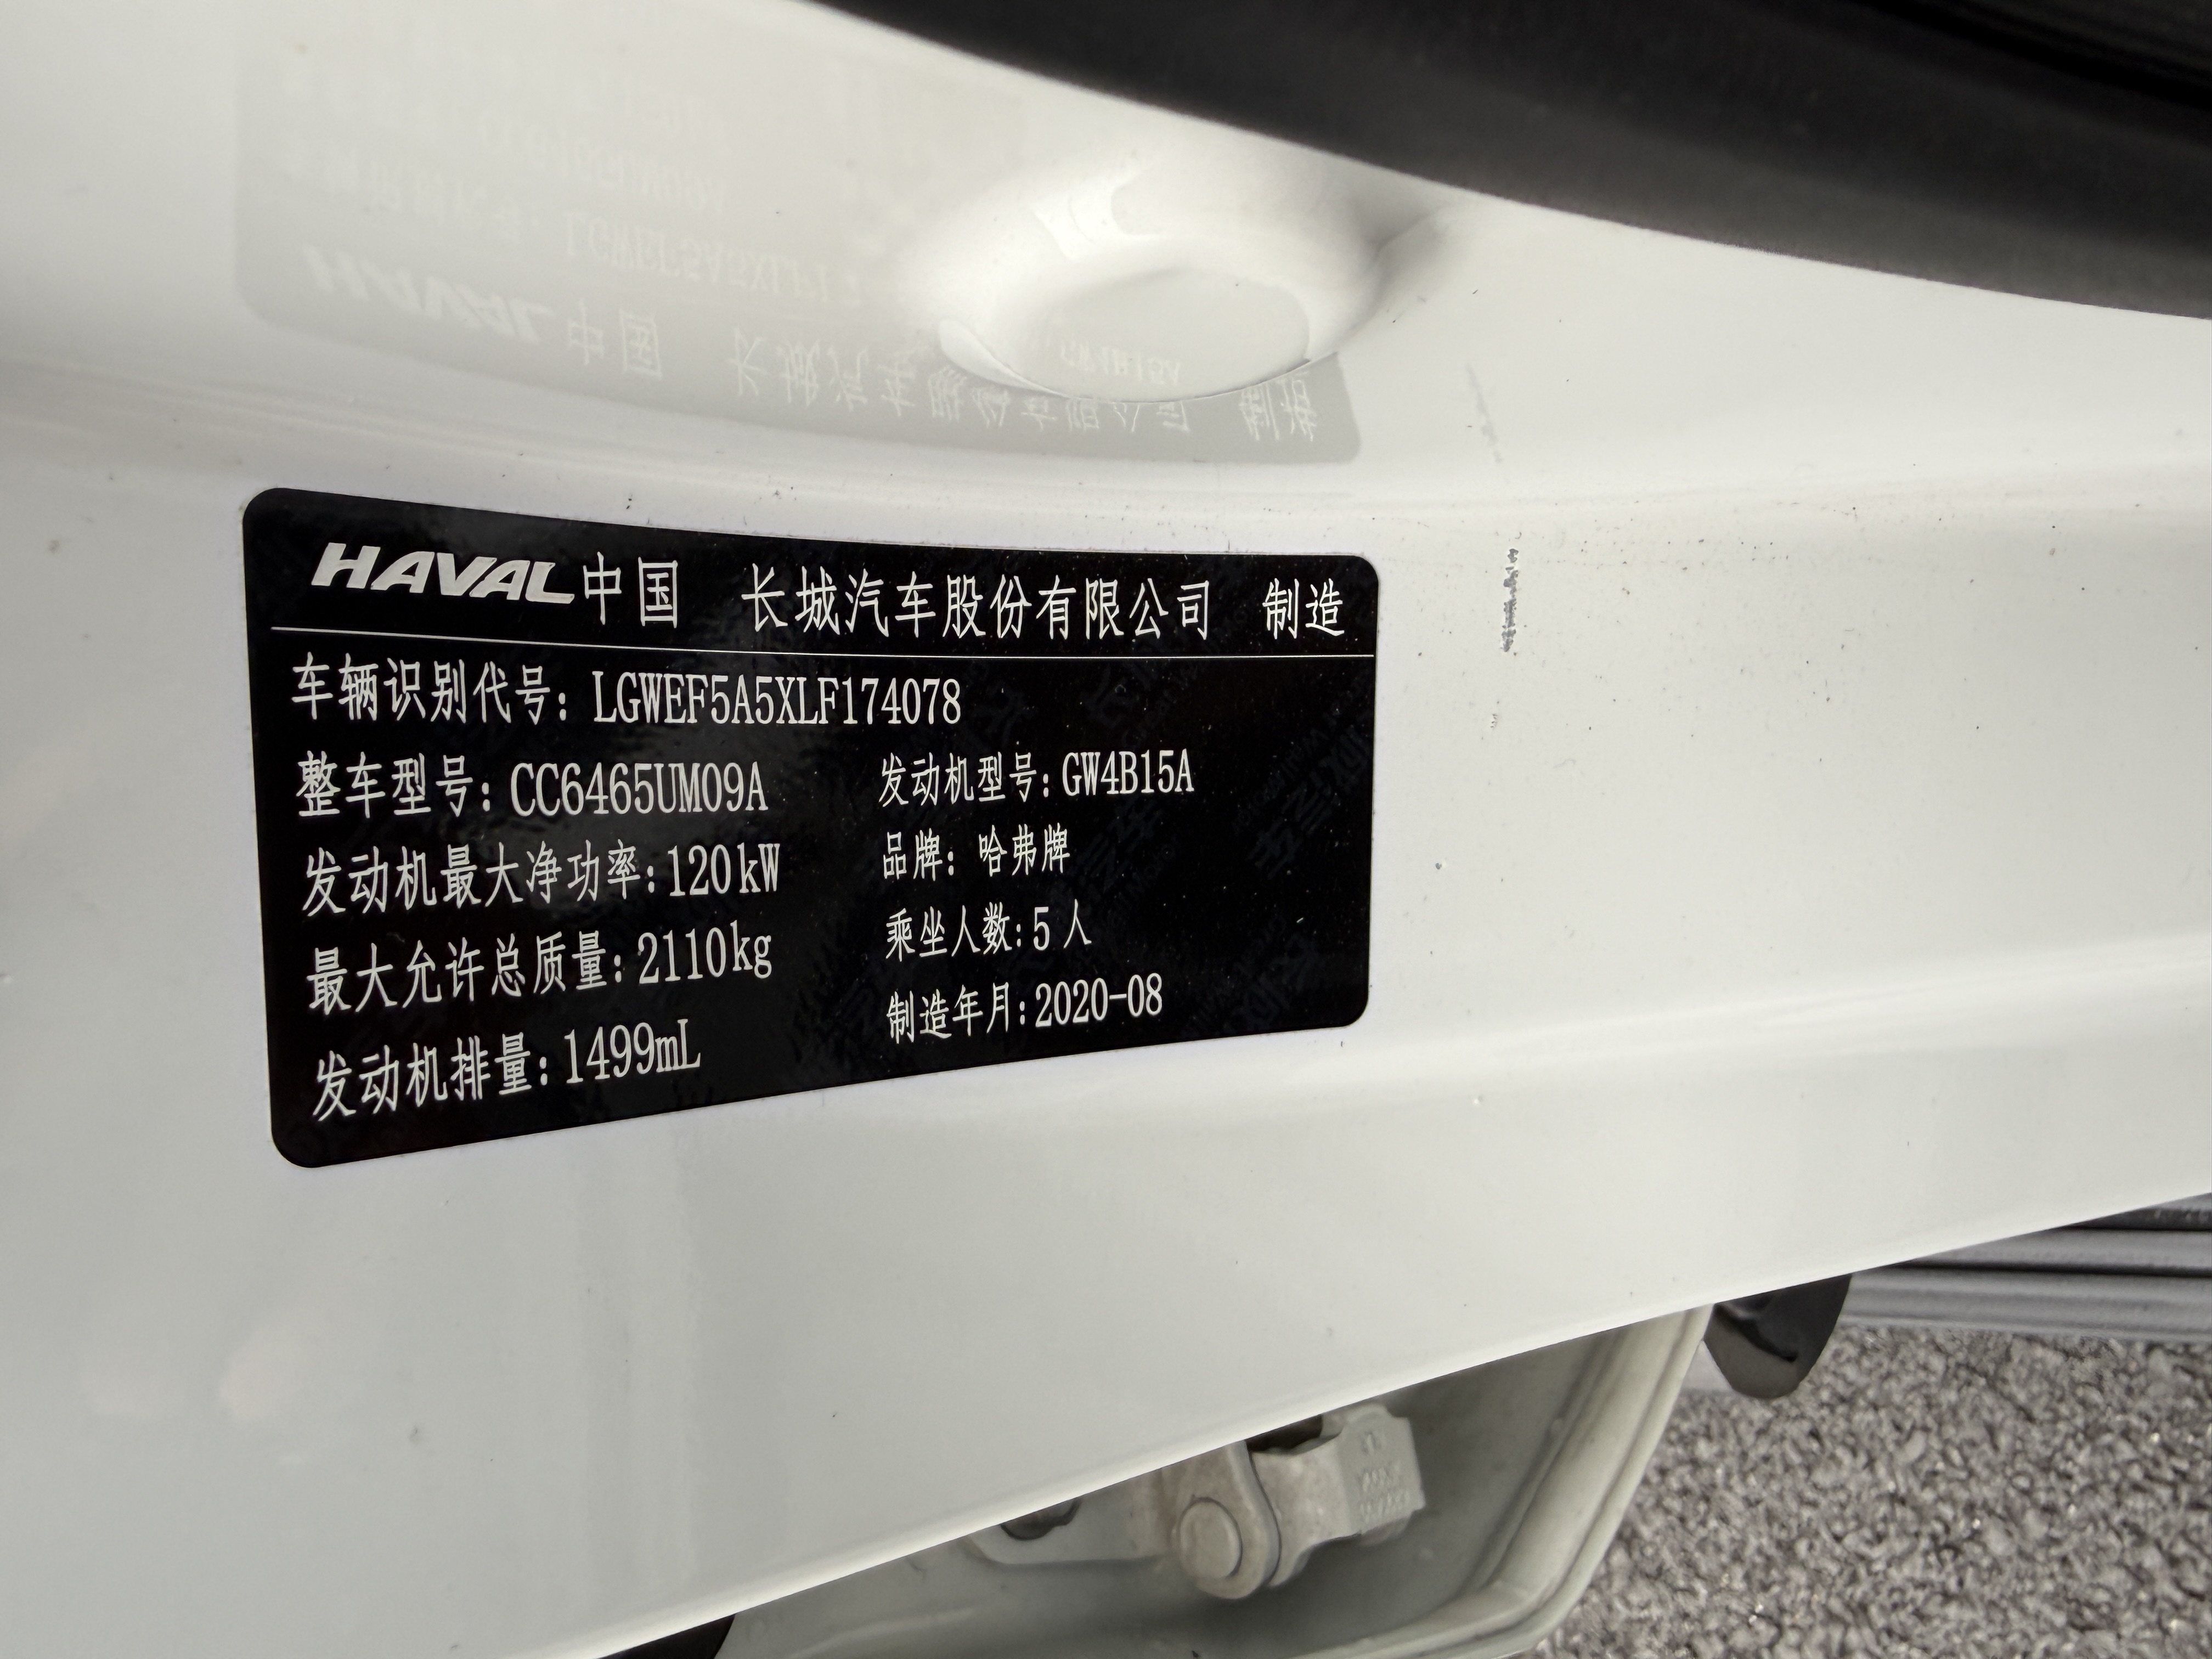 HAVAL中国 长城汽车股份有限公司 制造
车辆识别代号: LGWEF5A5XLF174078
整车型号: CC6465UM09A
发动机型号: GW4B15A
发动机最大净功率: 120kW
品牌: 哈弗牌
最大允许总质量: 2110kg
乘坐人数: 5 人
发动机排量: 1499mL
制造年月: 2020-08